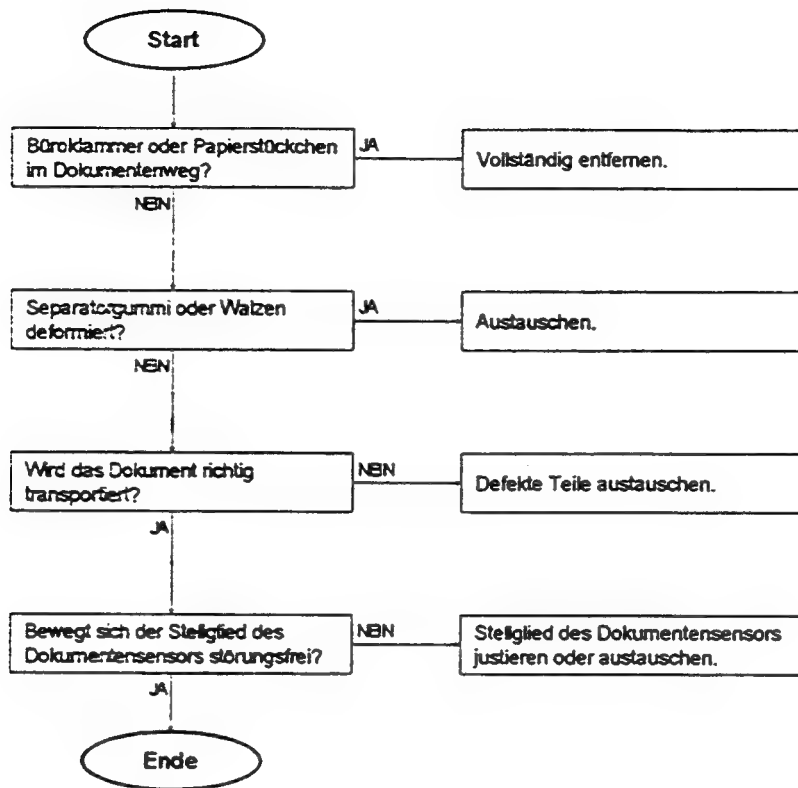 Start
Büroklammer oder Papierstückchen
im Dokumentenweg?
JA
Vollständig entfernen.
NEIN
Separatorgummi oder Walzen
deformiert?
JA
Austauschen.
NEIN
Wird das Dokument richtig
transportiert?
NEIN
Defekte Teile austauschen.
JA
Bewegt sich der Stellglied des
Dokumentensensors störungsfrei?
NEIN
Stellglied des Dokumentensensors
justieren oder austauschen.
JA
Ende